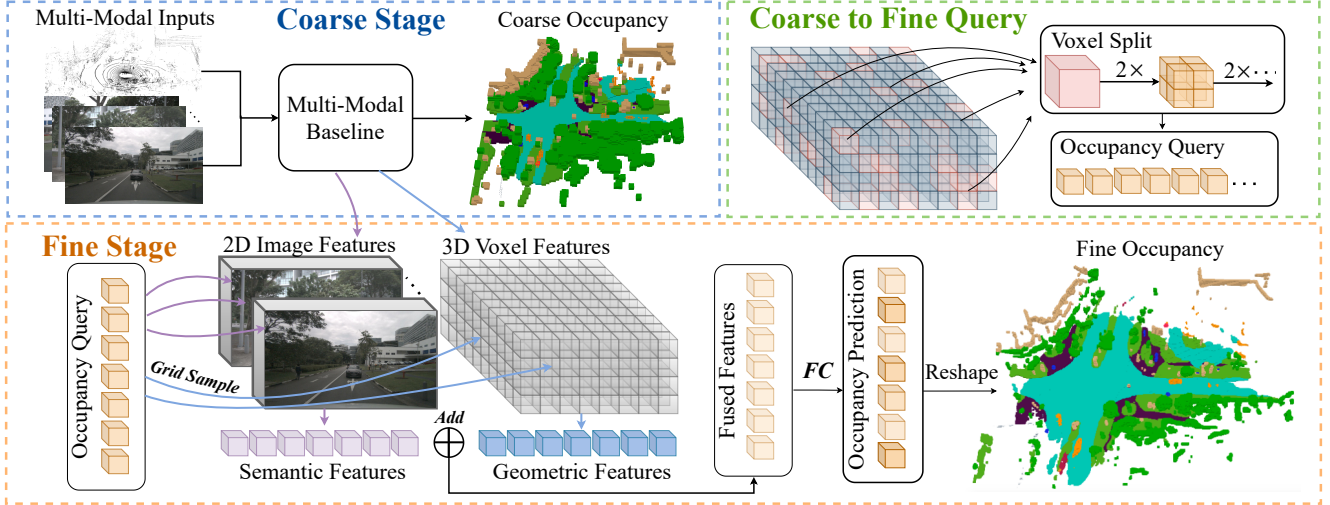 Multi-Modal Inputs
Coarse Stage
Coarse Occupancy
Multi-Modal
Baseline
Coarse to Fine Query
Voxel Split
2×
2×···
Occupancy Query
···
Fine Stage
2D Image Features
3D Voxel Features
Occupancy Query
Grid Sample
Semantic Features
Add
Geometric Features
Fused Features
FC
Occupancy Prediction
Reshape
Fine Occupancy